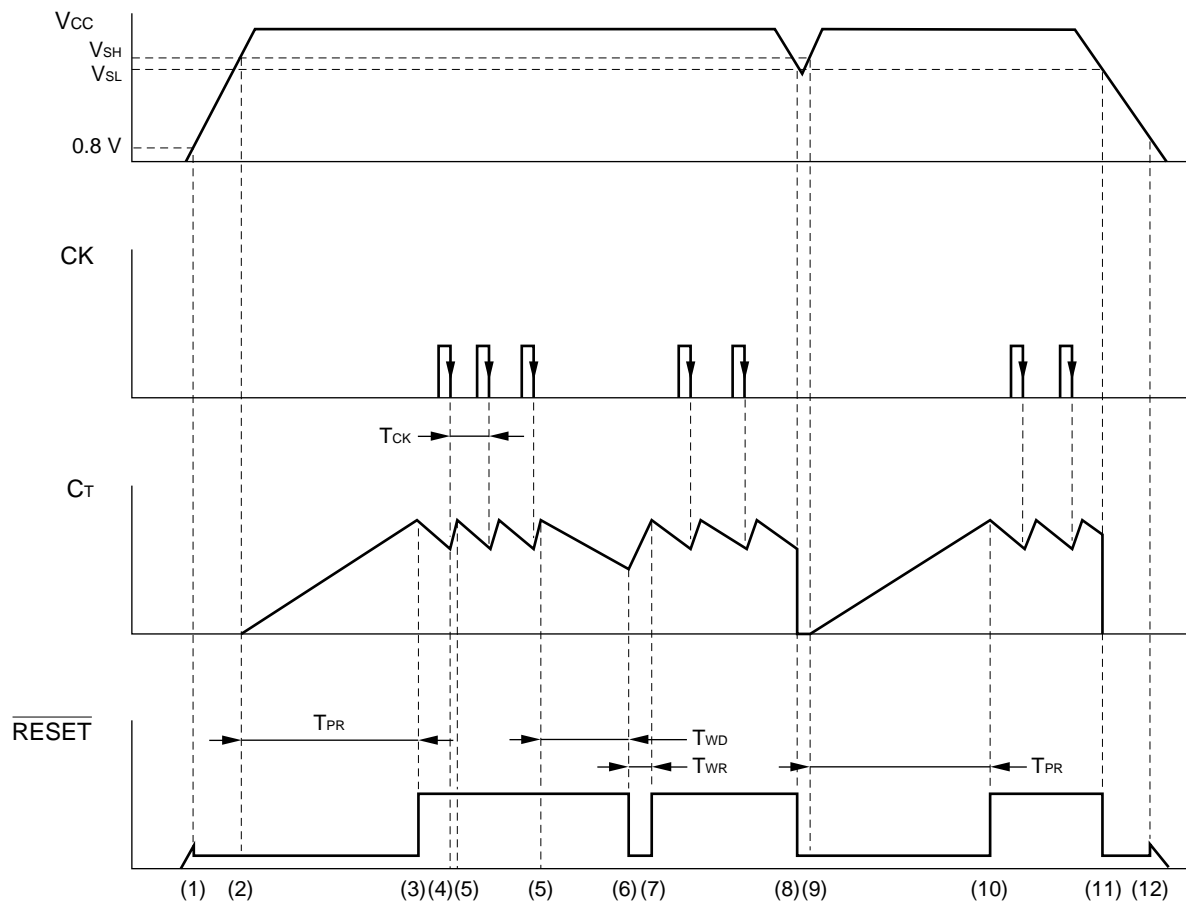 VCC
VSH
VSL
0.8 V
CK
TCK
CT
RESET
TPR
TWD
TWR
TPR
(1) (2) (3) (4) (5) (5) (6) (7) (8) (9) (10) (11) (12)